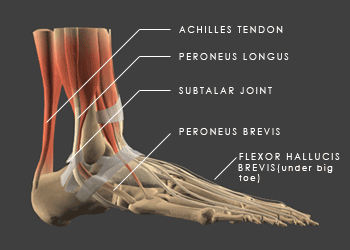 ACHILLES TENDON
PERONEUS LONGUS
SUBTALAR JOINT
PERONEUS BREVIS
FLEXOR HALLUCIS
BREVIS(under big
toe)